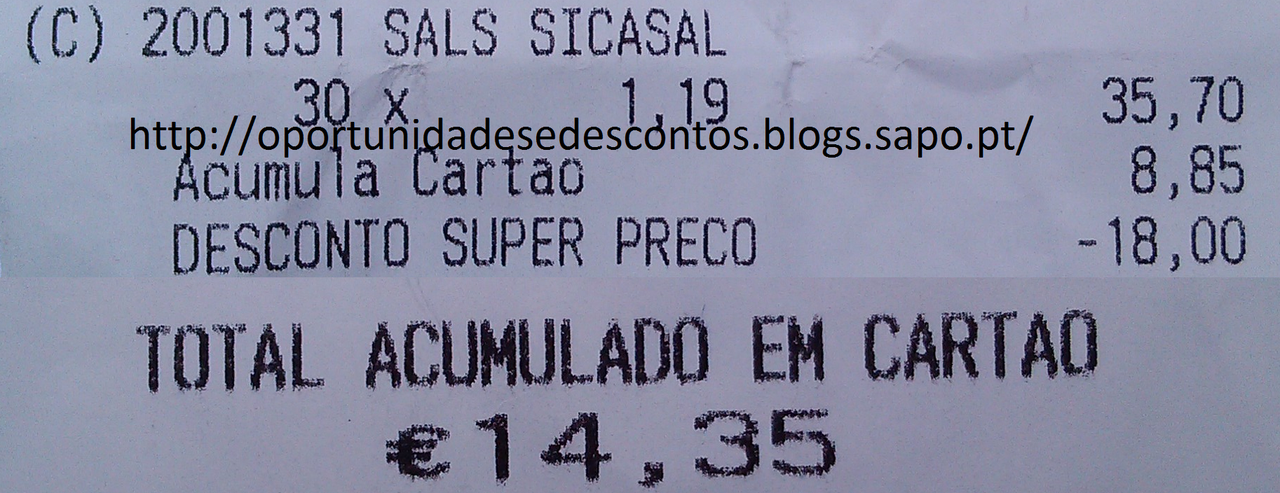 (C) 2001331 SALS SICASAL
30 x 1,19 35,70
http://oportunidadesedescontos.blogs.sapo.pt/
Acumula Cartao 8,85
DESCONTO SUPER PRECO -18,00
TOTAL ACUMULADO EM CARTAO
€14,35